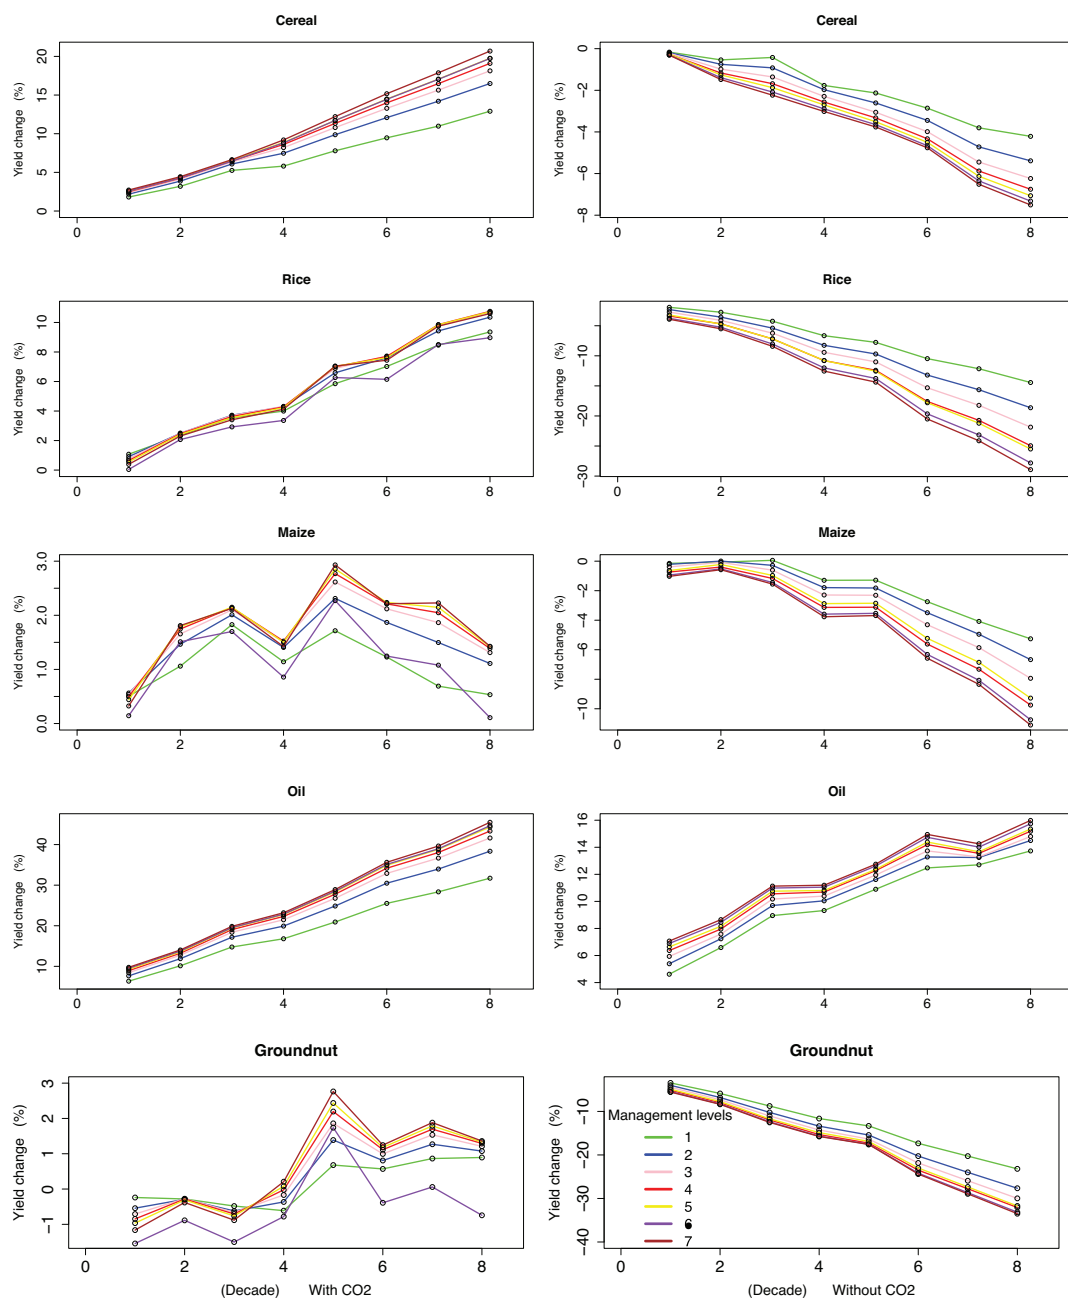 Cereal
Cereal
Yield change (%)
20
15
10
5
0
0 2 4 6 8
Yield change (%)
0
−2
−4
−6
−8
0 2 4 6 8
Rice
Rice
Yield change (%)
10
8
6
4
2
0
0 2 4 6 8
Yield change (%)
−10
−20
−30
0 2 4 6 8
Maize
Maize
Yield change (%)
3.0
2.0
1.0
0.0
0 2 4 6 8
Yield change (%)
0
−2
−4
−6
−10
0 2 4 6 8
Oil
Oil
Yield change (%)
40
30
20
10
0 2 4 6 8
Yield change (%)
16
14
12
10
8
6
4
0 2 4 6 8
Groundnut
Groundnut
Yield change (%)
3
2
1
0
−1
0 2 4 6 8
(Decade) With CO2
Yield change (%)
−10
−20
−30
−40
Management levels
1
2
3
4
5
6
7
0 2 4 6 8
(Decade) Without CO2